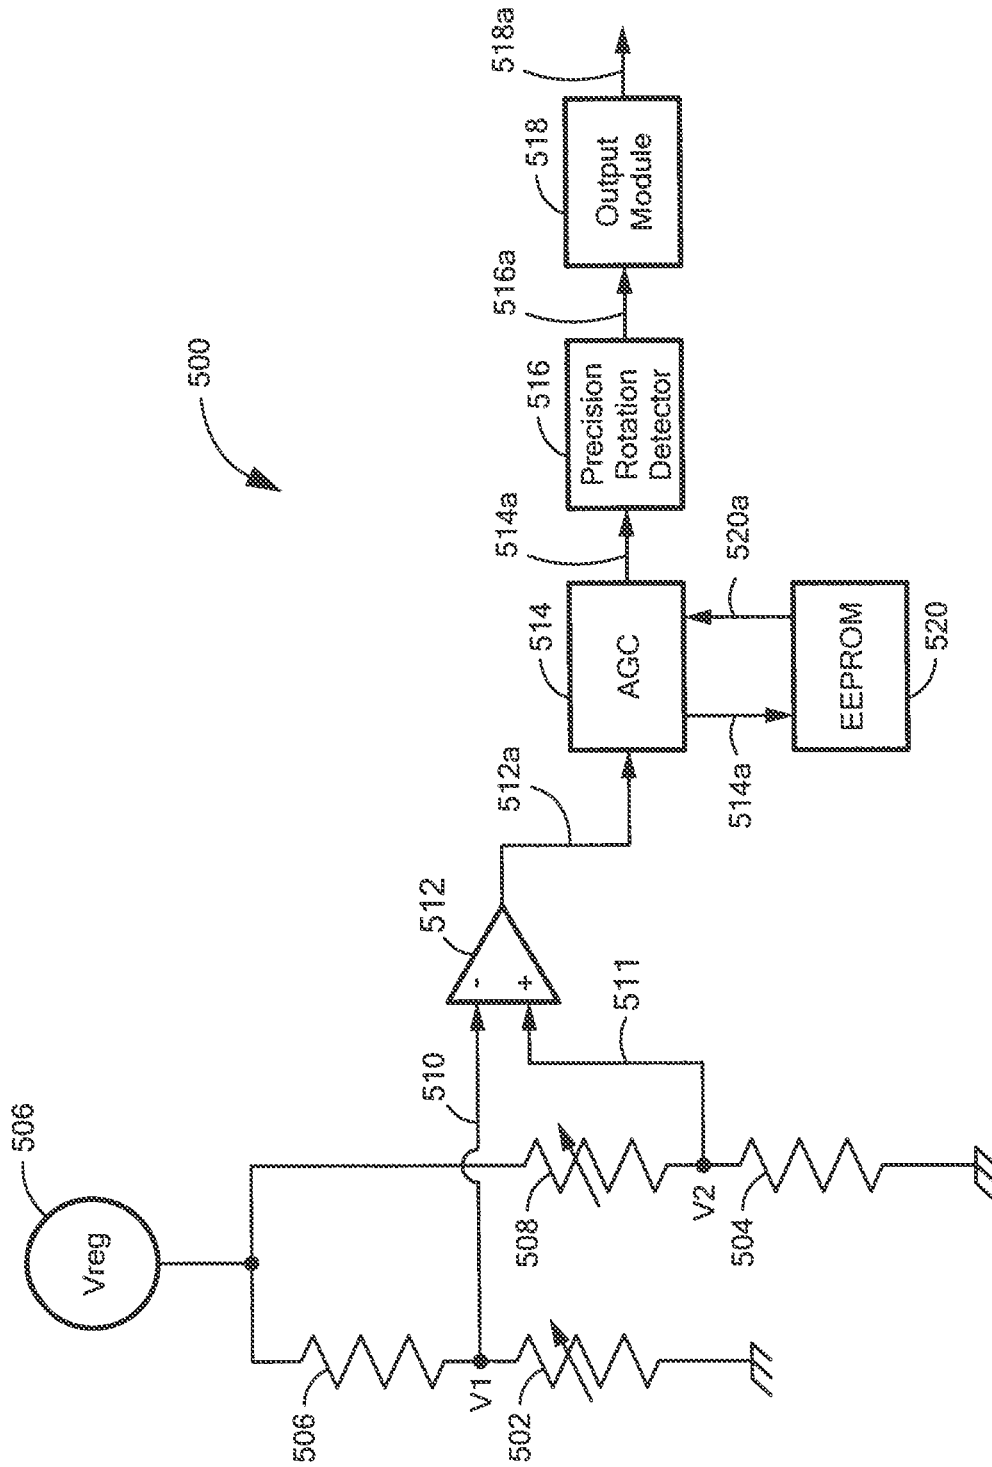 500
506
Vreg
506
V1
502
508
V2
504
510
511
512
-
+
512a
514
AGC
514a
514a
520a
EEPROM
520
516
Precision
Rotation
Detector
516a
518
Output
Module
518a